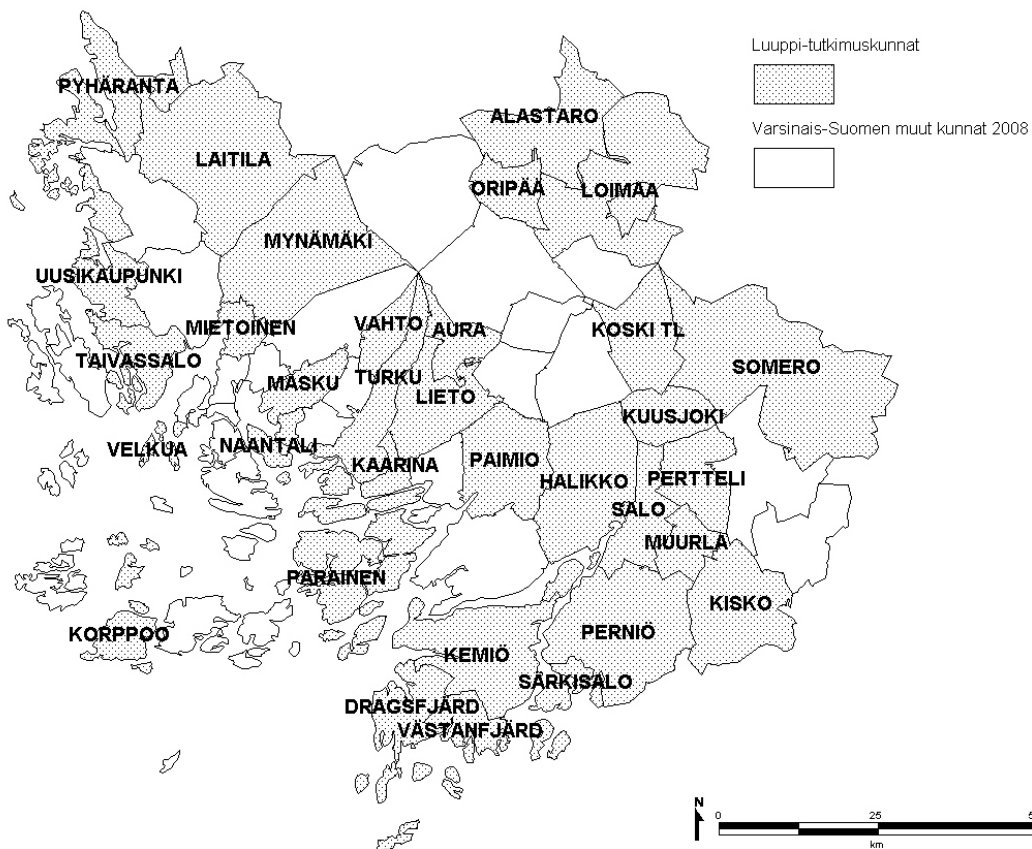 Luuppi-tutkimuskunnat
Varsinais-Suomen muut kunnat 2008
PYHÄRANTA
ALASTARO
LAITILA
ORIPÄÄ
LOIMAA
MYNÄMÄKI
UUSIKAUPUNKI
MIETOINEN
VAHTO
AURA
KOSKI TL
TAIVASSALO
MASKU
TURKU
LIETO
SOMERO
KUUSJOKI
VELKUA
NAANTALI
KAARINA
PAIMIO
HALIKKO
PERTTELI
SALO
MUURLA
PARAINEN
KISKO
KORPPOO
PERNIÖ
KEMIÖ
SÄRKISALO
DRAGSFJÄRD
VÄSTANFJÄRD
N
0 25 5
km